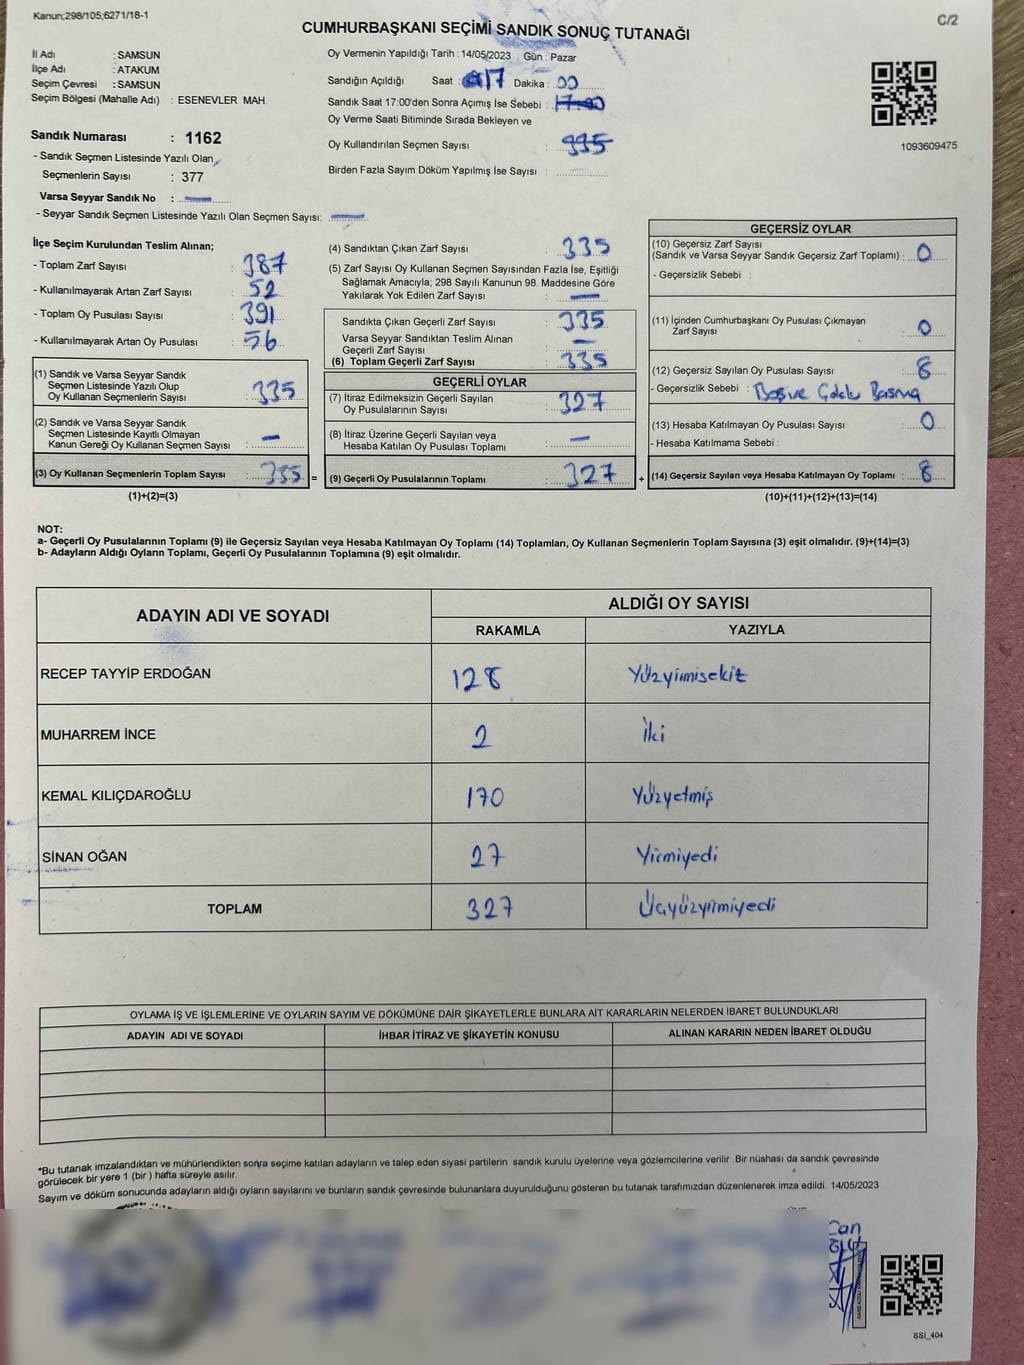 Kanun;298/105;6271/18-1
CUMHURBAŞKANI SEÇİMİ SANDIK SONUÇ TUTANAĞI
C/2
İl Adı : SAMSUN
İlçe Adı : ATAKUM
Seçim Çevresi : SAMSUN
Seçim Bölgesi (Mahalle Adı) : ESENEVLER MAH.
Oy Vermenin Yapıldığı Tarih : 14/05/2023 Gün : Pazar
Sandığın Açıldığı Saat : 17 Dakika : 00
Sandık Saat 17:00'den Sonra Açımış İse Sebebi : 17:00
Oy Verme Saati Bitiminde Sırada Bekleyen ve
Oy Kullandırılan Seçmen Sayısı : 335
Birden Fazla Sayım Döküm Yapılmış İse Sayısı :
1093609475
Sandık Numarası : 1162
- Sandık Seçmen Listesinde Yazılı Olan
Seçmenlerin Sayısı : 377
Varsa Seyyar Sandık No : —
- Seyyar Sandık Seçmen Listesinde Yazılı Olan Seçmen Sayısı: —
İlçe Seçim Kurulundan Teslim Alınan;
- Toplam Zarf Sayısı : 387
- Kullanılmayarak Artan Zarf Sayısı : 52
- Toplam Oy Pusulası Sayısı : 391
- Kullanılmayarak Artan Oy Pusulası : 56
(1) Sandık ve Varsa Seyyar Sandık
Seçmen Listesinde Yazılı Olup
Oy Kullanan Seçmenlerin Sayısı : 335
(2) Sandık ve Varsa Seyyar Sandık
Seçmen Listesinde Kayıtlı Olmayan
Kanun Gereği Oy Kullanan Seçmen Sayısı : —
(3) Oy Kullanan Seçmenlerin Toplam Sayısı : 335 =
(1)+(2)=(3)
(4) Sandıktan Çıkan Zarf Sayısı : 335
(5) Zarf Sayısı Oy Kullanan Seçmen Sayısından Fazla İse, Eşitliği
Sağlamak Amacıyla; 298 Sayılı Kanunun 98. Maddesine Göre
Yakılarak Yok Edilen Zarf Sayısı : —
Sandıkta Çıkan Geçerli Zarf Sayısı : 335
Varsa Seyyar Sandıktan Teslim Alınan
Geçerli Zarf Sayısı : —
(6) Toplam Geçerli Zarf Sayısı : 335
GEÇERLİ OYLAR
(7) İtiraz Edilmeksizin Geçerli Sayılan
Oy Pusulalarının Sayısı : 327
(8) İtiraz Üzerine Geçerli Sayılan veya
Hesaba Katılan Oy Pusulası Toplamı : —
(9) Geçerli Oy Pusulalarının Toplamı : 327 +
GEÇERSİZ OYLAR
(10) Geçersiz Zarf Sayısı
(Sandık ve Varsa Seyyar Sandık Geçersiz Zarf Toplamı) : 0
- Geçersizlik Sebebi :
(11) İçinden Cumhurbaşkanı Oy Pusulası Çıkmayan
Zarf Sayısı : 0
(12) Geçersiz Sayılan Oy Pusulası Sayısı : 8
- Geçersizlik Sebebi : Boş ve Çoklu Basma
(13) Hesaba Katılmayan Oy Pusulası Sayısı : 0
- Hesaba Katılmama Sebebi :
(14) Geçersiz Sayılan veya Hesaba Katılmayan Oy Toplamı : 8
(10)+(11)+(12)+(13)=(14)
NOT:
a- Geçerli Oy Pusulalarının Toplamı (9) ile Geçersiz Sayılan veya Hesaba Katılmayan Oy Toplamı (14) Toplamları, Oy Kullanan Seçmenlerin Toplam Sayısına (3) eşit olmalıdır. (9)+(14)=(3)
b- Adayların Aldığı Oyların Toplamı, Geçerli Oy Pusulalarının Toplamına (9) eşit olmalıdır.
ADAYIN ADI VE SOYADI
ALDIĞI OY SAYISI
RAKAMLA YAZIYLA
RECEP TAYYİP ERDOĞAN 128 Yüzyirmisekiz
MUHARREM İNCE 2 İki
KEMAL KILIÇDAROĞLU 170 Yüzyetmiş
SİNAN OĞAN 27 Yirmiyedi
TOPLAM 327 Üçyüzyirmiyedi
OYLAMA İŞ VE İŞLEMLERİNE VE OYLARIN SAYIM VE DÖKÜMÜNE DAİR ŞİKAYETLERLE BUNLARA AİT KARARLARIN NELERDEN İBARET BULUNDUKLARI
ADAYIN ADI VE SOYADI İHBAR İTİRAZ VE ŞİKAYETİN KONUSU ALINAN KARARIN NEDEN İBARET OLDUĞU
*Bu tutanak imzalandıktan ve mühürlendikten sonra seçime katılan adayların ve talep eden siyasi partilerin sandık kurulu üyelerine veya gözlemcilerine verilir .Bir nüshası da sandık çevresinde
görülecek bir yere 1 (bir ) hafta süreyle asılır.
Sayım ve döküm sonucunda adayların aldığı oyların sayılarını ve bunların sandık çevresinde bulunanlara duyurulduğunu gösteren bu tutanak tarafımızdan düzenlenerek imza edildi. 14/05/2023
Can
SSI_404